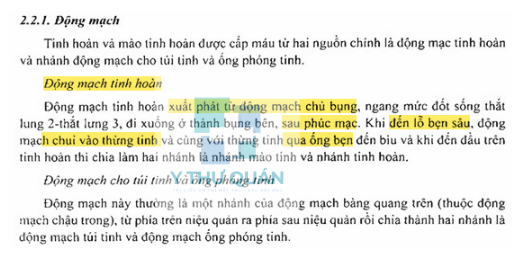 2.2.1. Động mạch
Tinh hoàn và mào tinh hoàn được cấp máu từ hai nguồn chính là động mạc tinh hoàn
và nhánh động mạch cho túi tinh và ống phóng tinh.
Động mạch tinh hoàn
Động mạch tinh hoàn xuất phát từ động mạch chủ bụng, ngang mức đốt sống thắt
lung 2-thắt lưng 3, đi xuống ở thành bụng bên, sau phúc mạc. Khi đến lỗ bẹn sâu, động
mạch chui vào thừng tinh và cùng với thừng tinh qua ống bẹn đến bìu và khi đến đầu trên
tinh hoàn thì chia làm hai nhánh là nhánh mào tinh và nhánh tinh hoàn.
Động mạch cho túi tinh và ống phóng tinh
Y THƯ QUÁN
Động mạch này thường là một nhánh của động mạch bàng quang trên (thuộc động
mạch chậu trong), từ phía trên niệu quản ra phía sau niệu quản rồi chia thành hai nhánh là
động mạch túi tinh và động mạch ống phóng tinh.